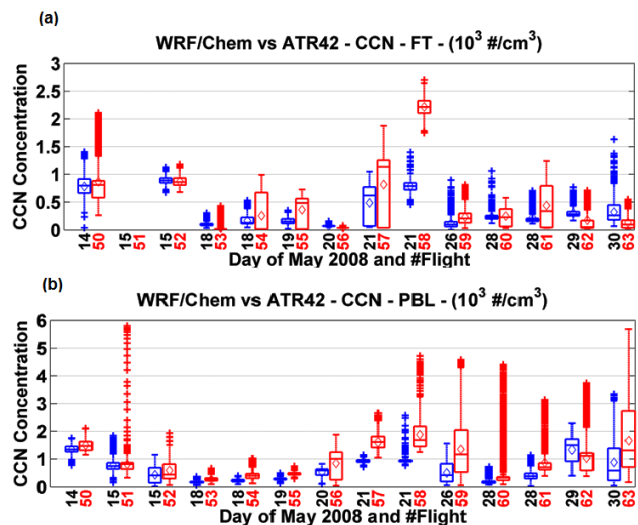 (a)
WRF/Chem vs ATR42 - CCN - FT - (10³ #/cm³)
CCN Concentration
3
2.5
2
1.5
1
0.5
0
14 50 15 51 15 52 18 53 18 54 19 55 20 56 21 57 21 58 26 59 28 60 28 61 29 62 30 63
Day of May 2008 and #Flight
(b)
WRF/Chem vs ATR42 - CCN - PBL - (10³ #/cm³)
CCN Concentration
6
5
4
3
2
1
0
14 50 15 51 15 52 18 53 18 54 19 55 20 56 21 57 21 58 26 59 28 60 28 61 29 62 30 63
Day of May 2008 and #Flight